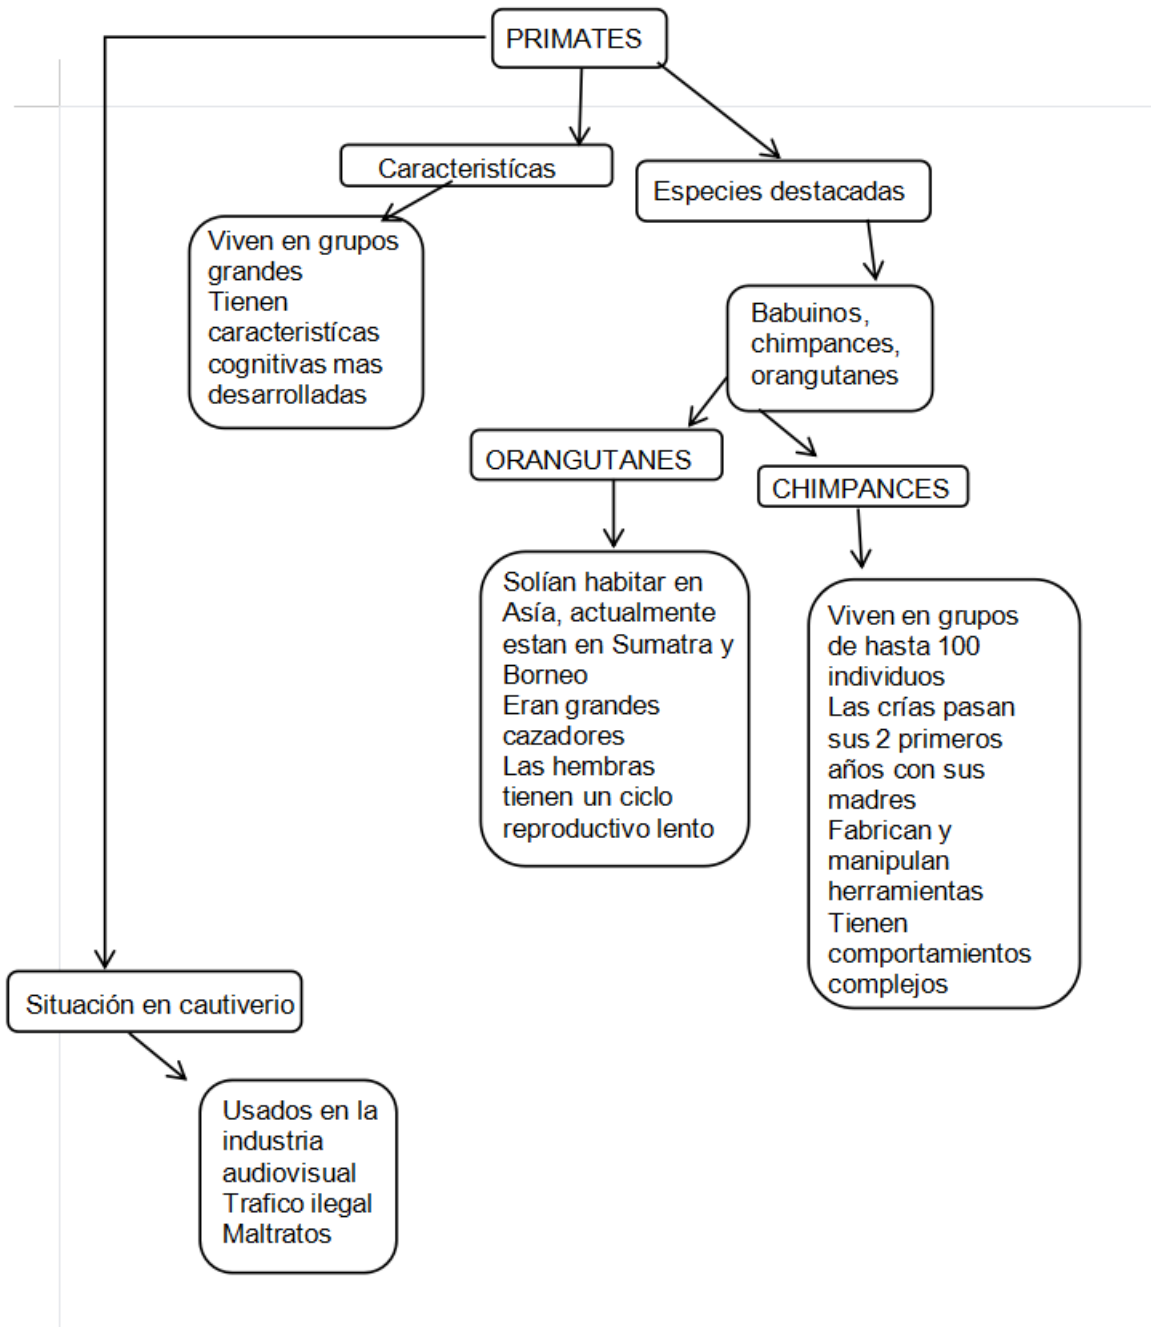 PRIMATES
Caracteristícas
Especies destacadas
Viven en grupos
grandes
Tienen
caracteristícas
cognitivas mas
desarrolladas
Babuinos,
chimpances,
orangutanes
ORANGUTANES
CHIMPANCES
Solían habitar en
Asía, actualmente
estan en Sumatra y
Borneo
Eran grandes
cazadores
Las hembras
tienen un ciclo
reproductivo lento
Viven en grupos
de hasta 100
individuos
Las crías pasan
sus 2 primeros
años con sus
madres
Fabrican y
manipulan
herramientas
Tienen
comportamientos
complejos
Situación en cautiverio
Usados en la
industria
audiovisual
Trafico ilegal
Maltratos